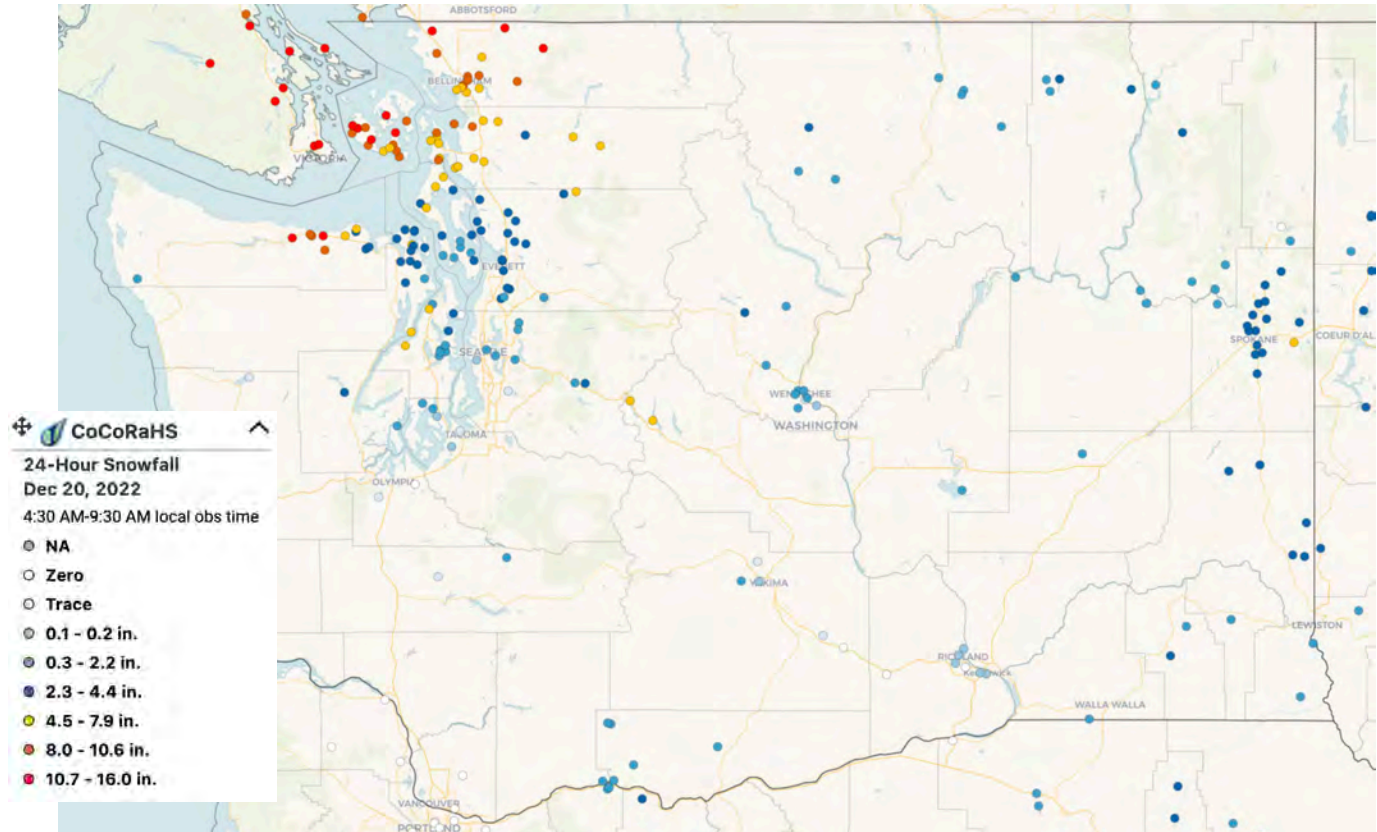 ABBOTSFORD
BELLINGHAM
VICTORIA
EVERETT
SEATTLE
SPOKANE
COEUR D'AL
WENATCHEE
WASHINGTON
TACOMA
OLYMPIA
YAKIMA
LEWISTON
RICHLAND
Kennewick
WALLA WALLA
VANCOUVER
PORTLAND
CoCoRaHS
24-Hour Snowfall
Dec 20, 2022
4:30 AM-9:30 AM local obs time
NA
Zero
Trace
0.1 - 0.2 in.
0.3 - 2.2 in.
2.3 - 4.4 in.
4.5 - 7.9 in.
8.0 - 10.6 in.
10.7 - 16.0 in.